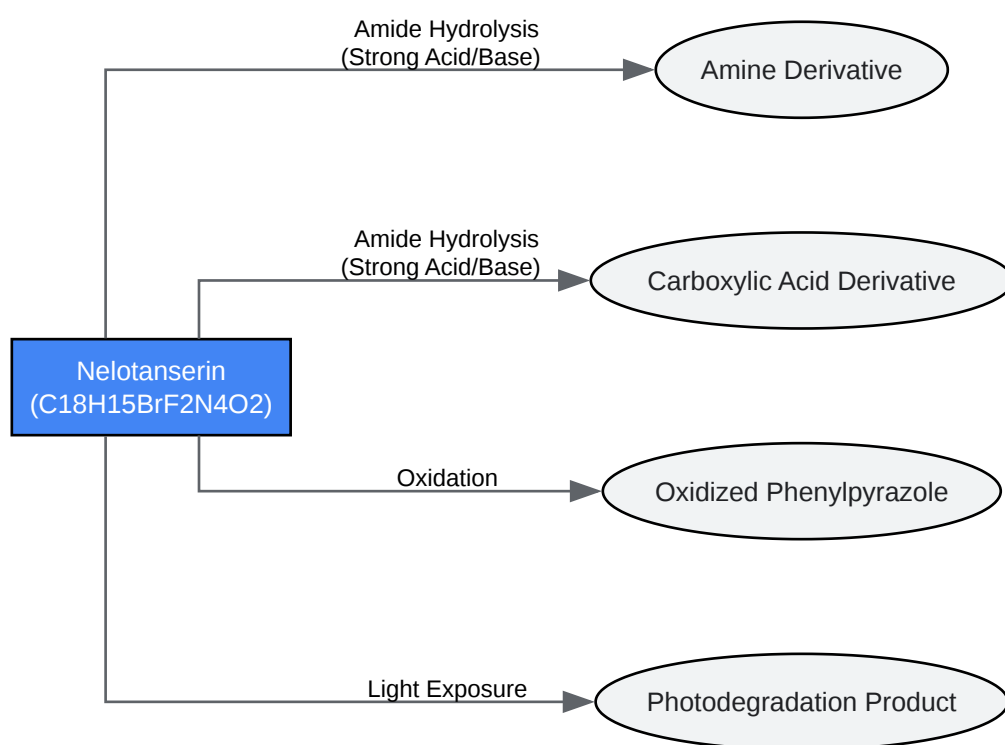 Amide Hydrolysis
(Strong Acid/Base)
Amine Derivative
Amide Hydrolysis
(Strong Acid/Base)
Carboxylic Acid Derivative
Nelotanserin
(C18H15BrF2N4O2)
Oxidation
Oxidized Phenylpyrazole
Light Exposure
Photodegradation Product